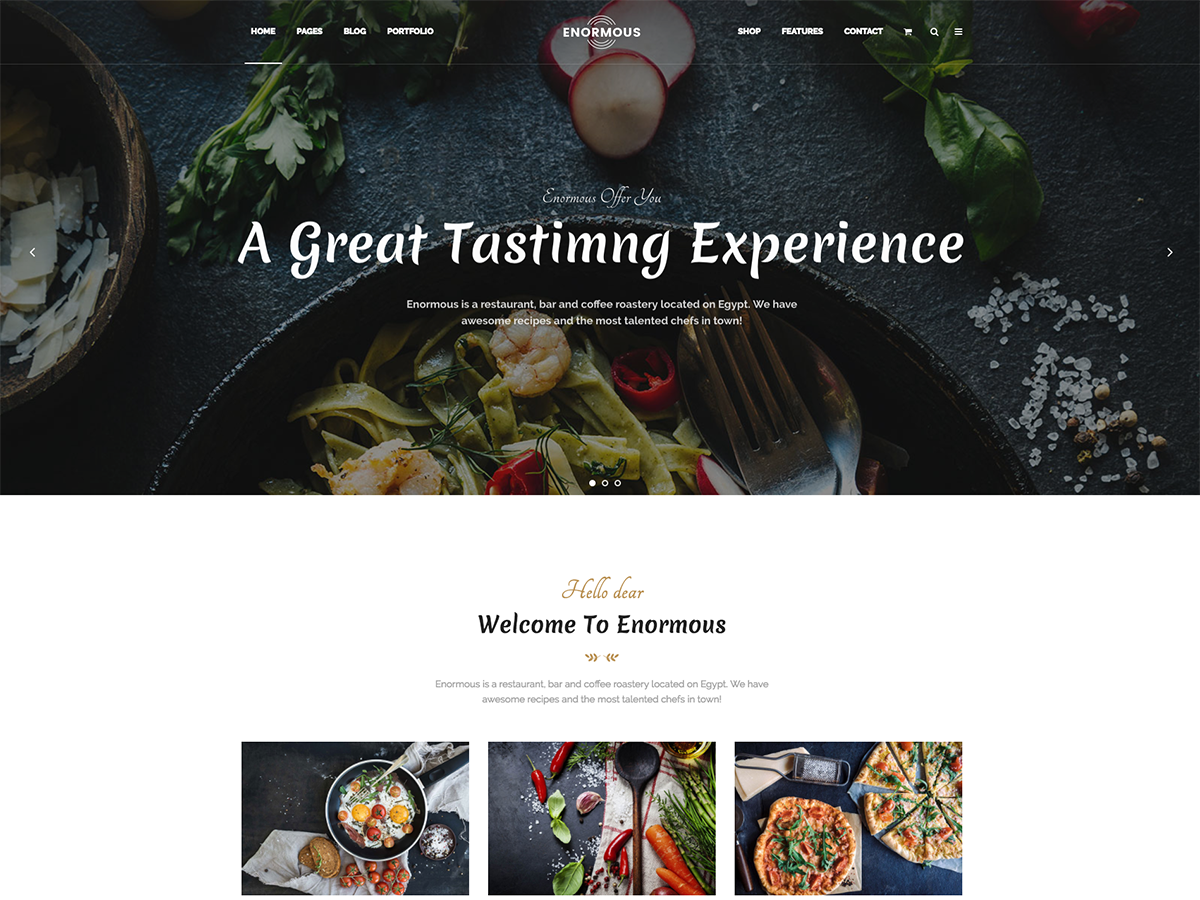 HOME PAGES BLOG PORTFOLIO ENORMOUS SHOP FEATURES CONTACT
Enormous Offer You
A Great Tastimng Experience
Enormous is a restaurant, bar and coffee roastery located on Egypt. We have
awesome recipes and the most talented chefs in town!
Hello dear
Welcome To Enormous
Enormous is a restaurant, bar and coffee roastery located on Egypt. We have
awesome recipes and the most talented chefs in town!